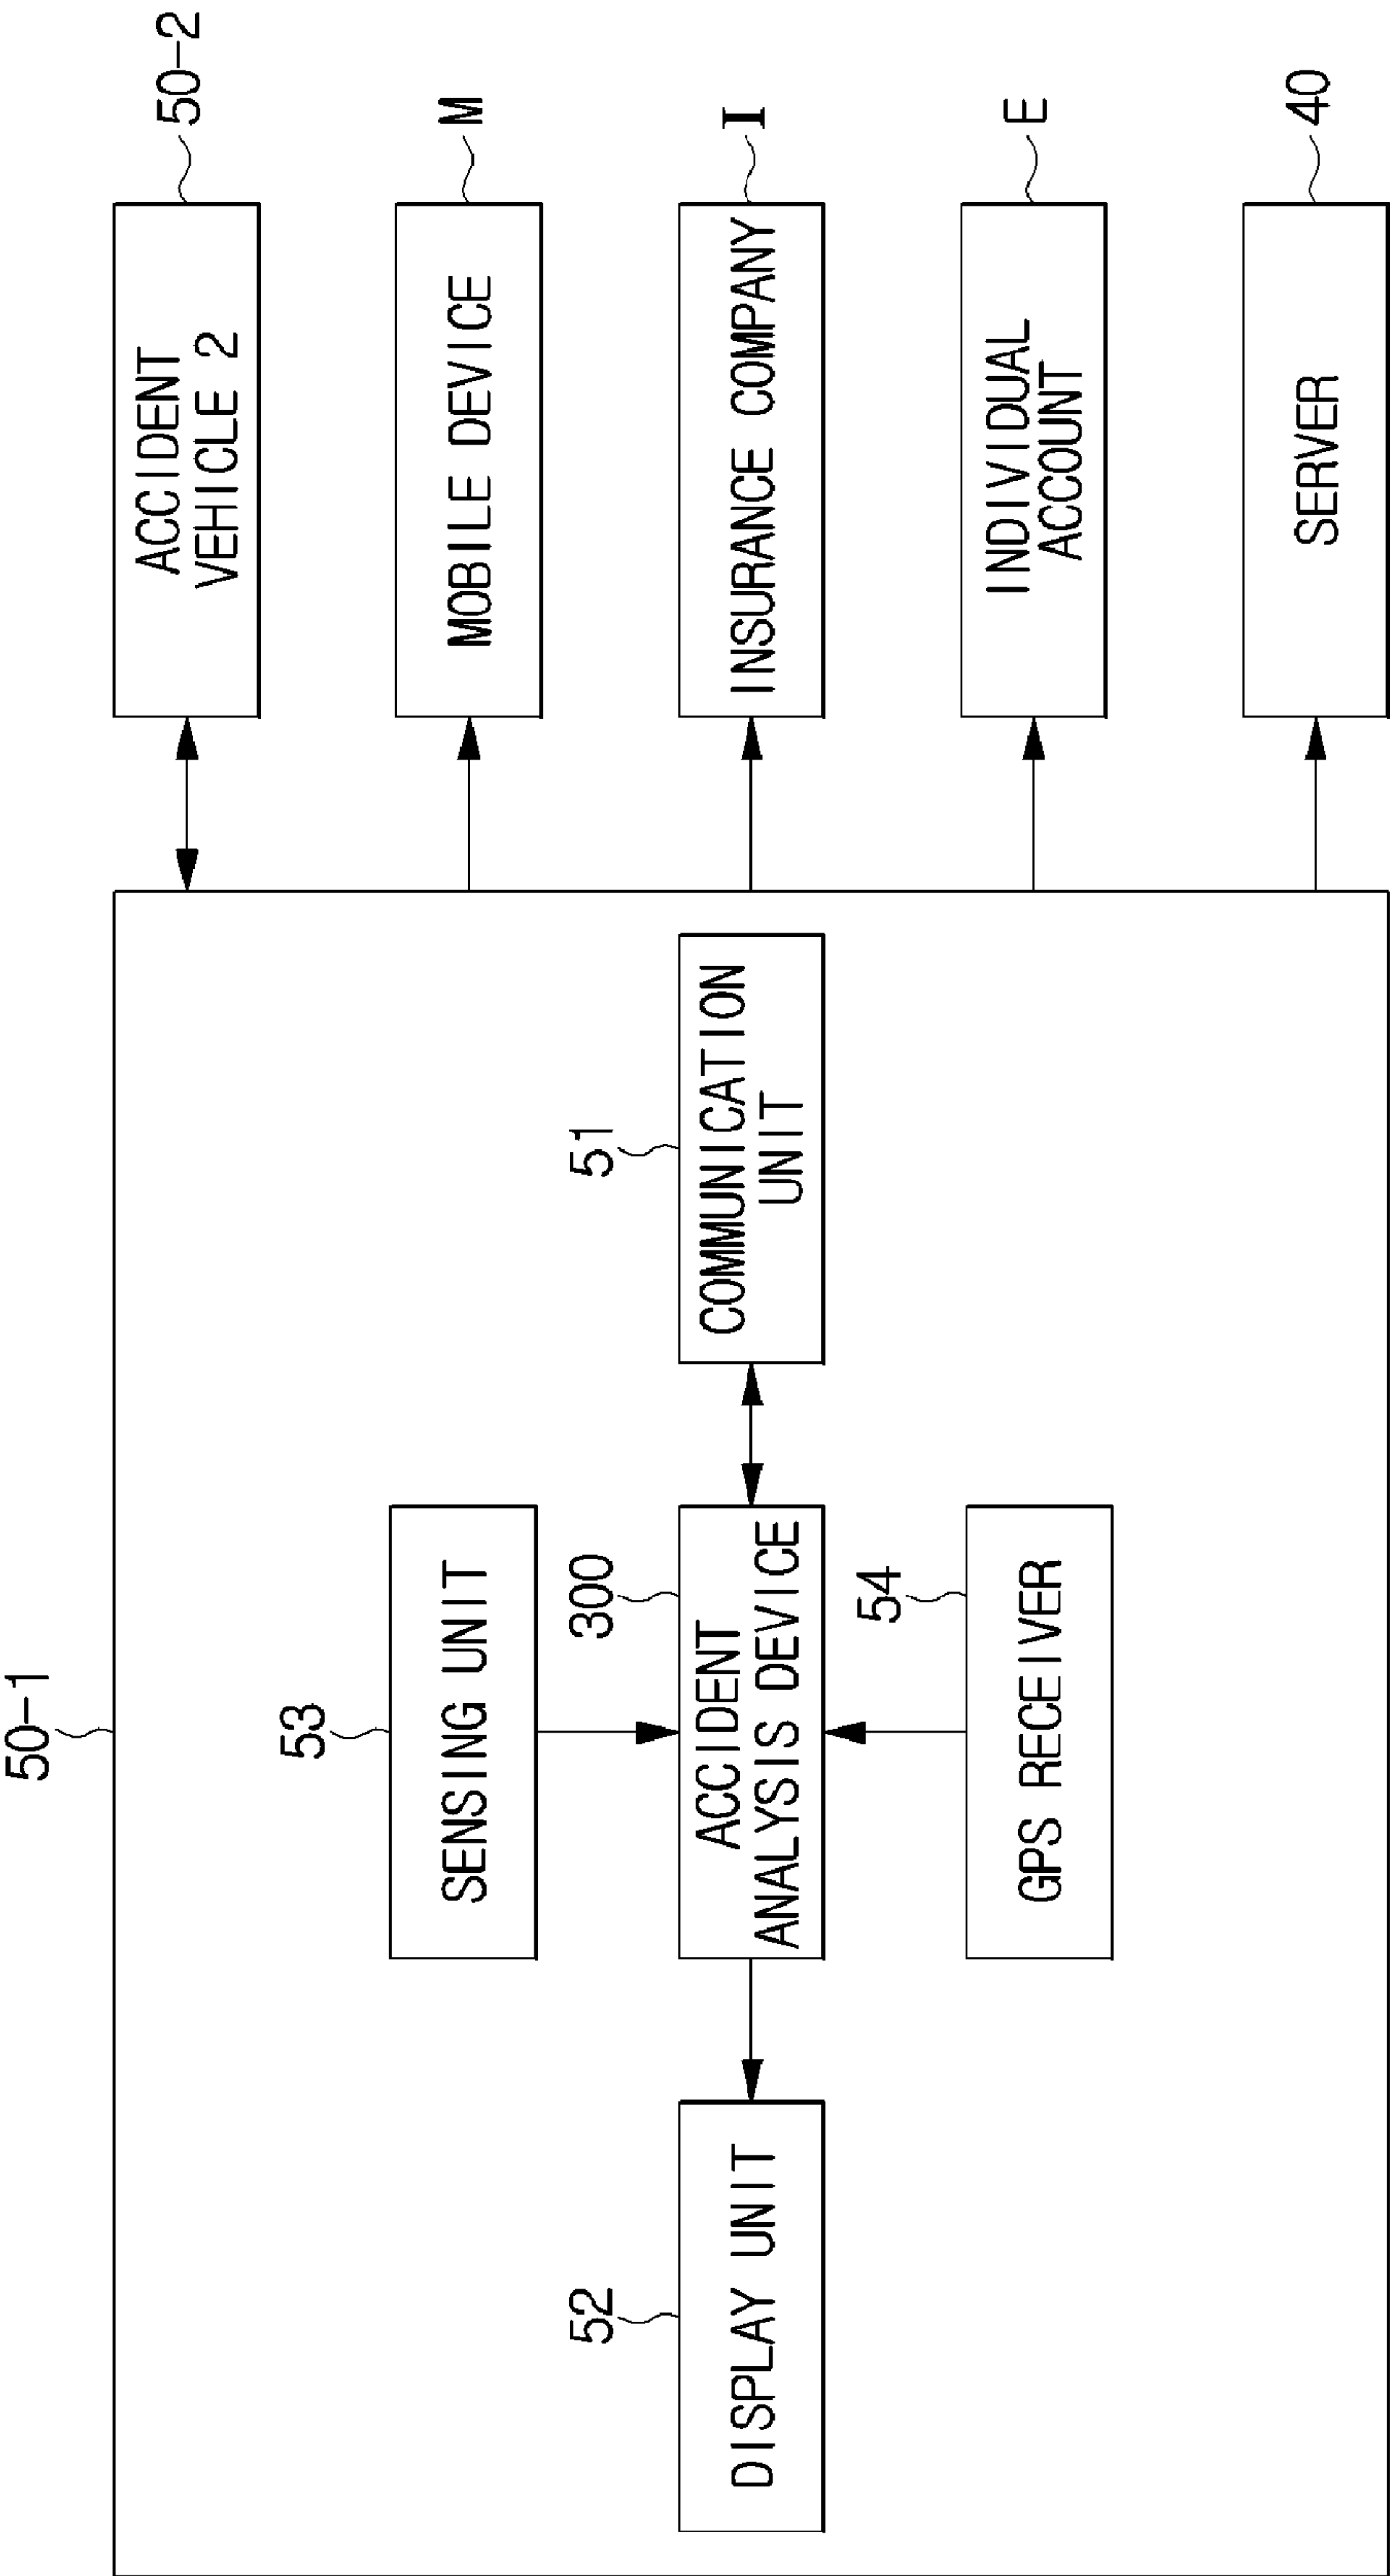 50-1
53
SENSING UNIT
52
DISPLAY UNIT
300
ACCIDENT
ANALYSIS DEVICE
51
COMMUNICATION
UNIT
54
GPS RECEIVER
ACCIDENT
VEHICLE 2
50-2
MOBILE DEVICE
M
INSURANCE COMPANY
I
INDIVIDUAL
ACCOUNT
E
SERVER
40